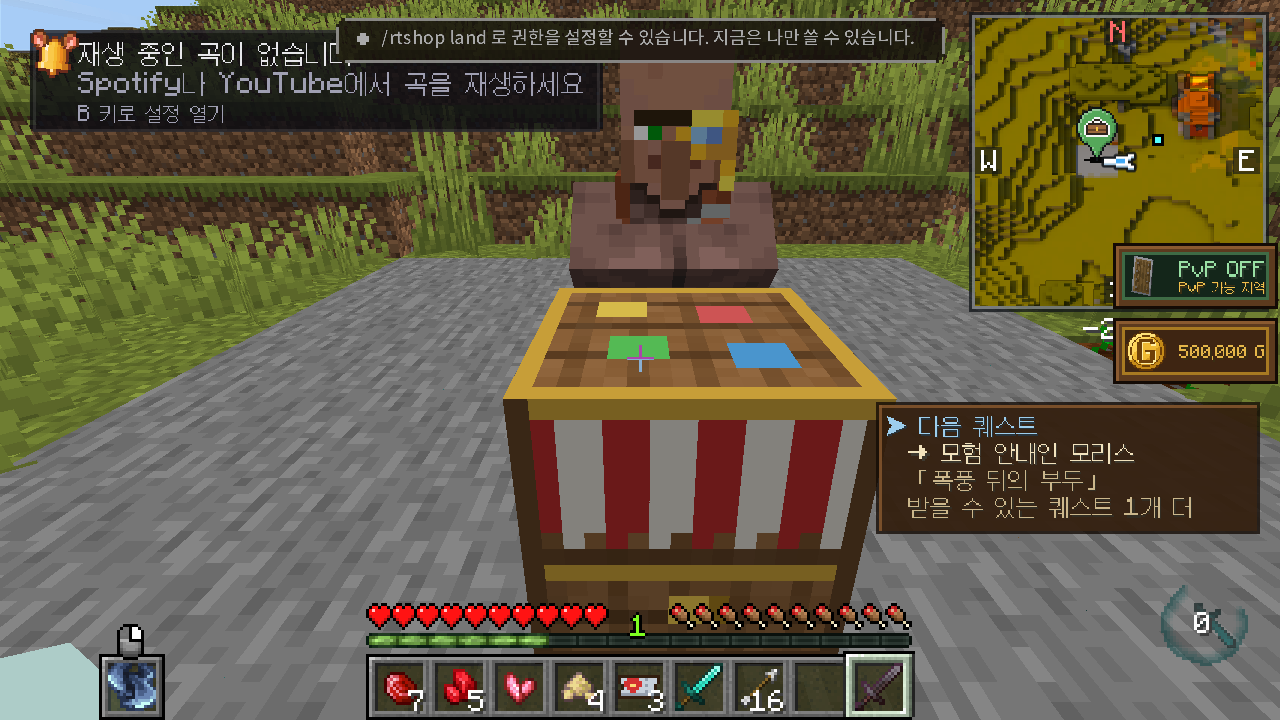 재생 중인 곡이 없습니다.
/rtshop land 로 권한을 설정할 수 있습니다. 지금은 나만 쓸 수 있습니다.
Spotify나 YouTube에서 곡을 재생하세요
B 키로 설정 열기
N
W
E
PvP OFF
PvP 가능 지역
G
500,000 G
다음 퀘스트
→ 모험 안내인 모리스
「폭풍 뒤의 부두」
받을 수 있는 퀘스트 1개 더
0
1
7
5
4
3
+16